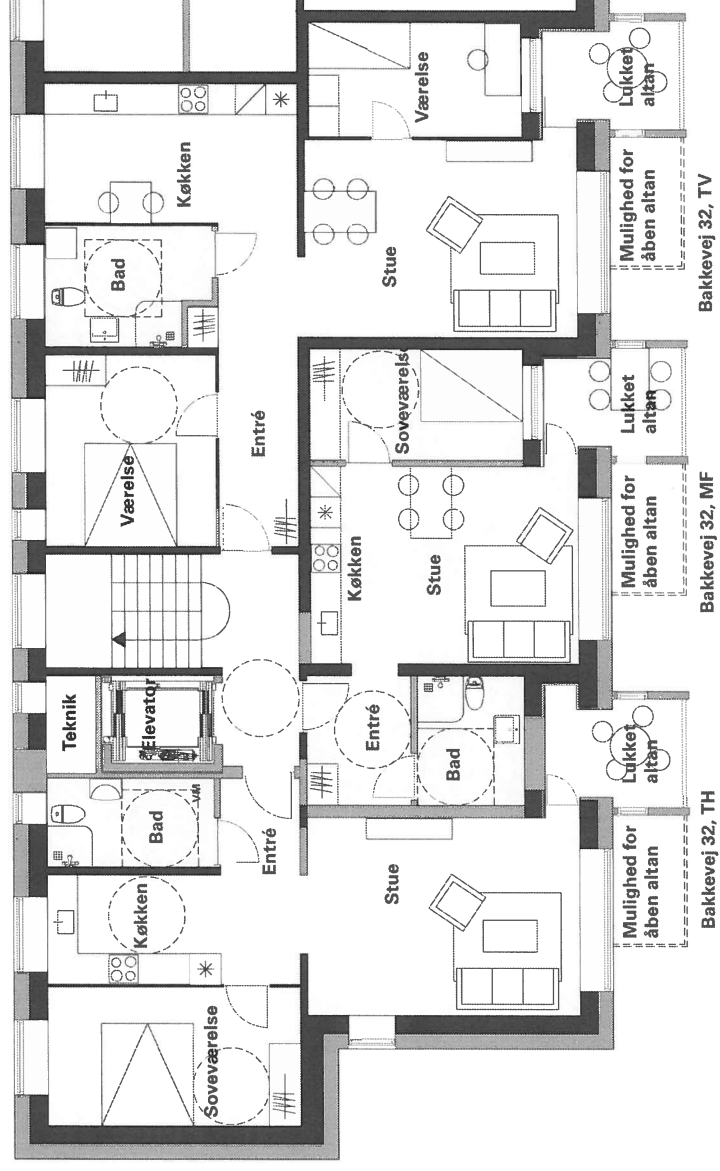 Soveværelse
Køkken
Bad
VM
Entré
Stue
Mulighed for
åben altan
Lukket
altan
Bakkevej 32, TH
Teknik
Elevator
Entré
Bad
Køkken
Stue
Soveværelse
Mulighed for
åben altan
Lukket
altan
Bakkevej 32, MF
Værelse
Entré
Bad
Køkken
Stue
Værelse
Mulighed for
åben altan
Lukket
altan
Bakkevej 32, TV